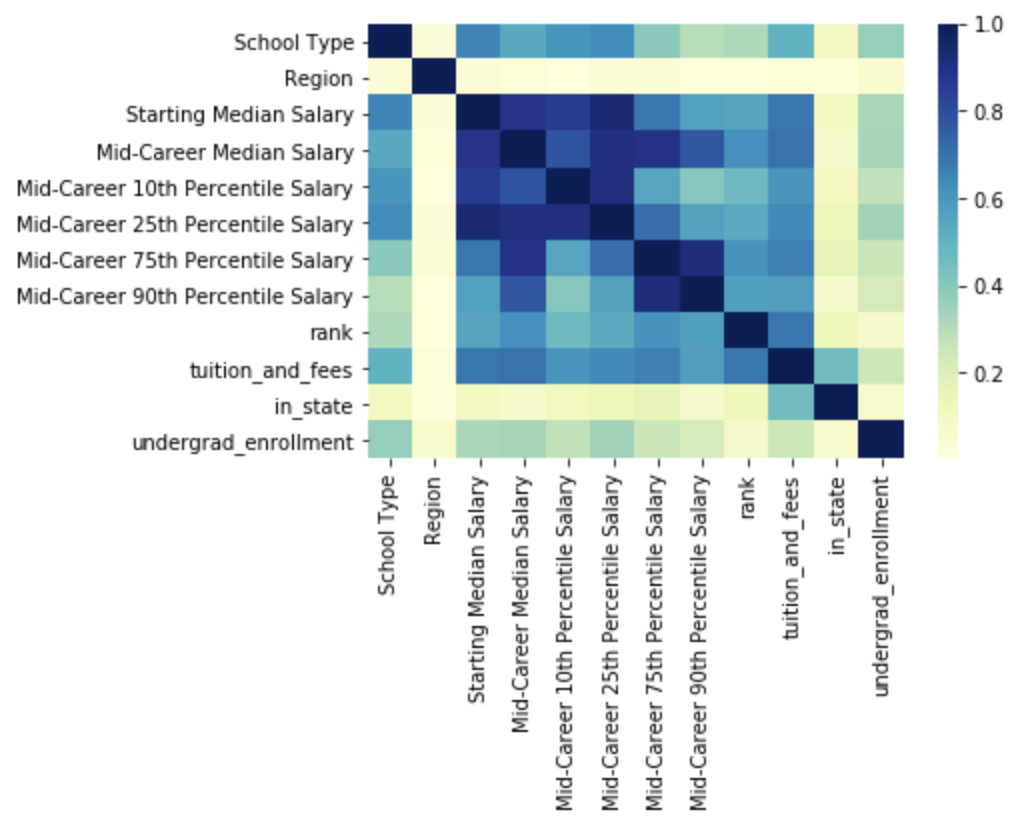 School Type
Region
Starting Median Salary
Mid-Career Median Salary
Mid-Career 10th Percentile Salary
Mid-Career 25th Percentile Salary
Mid-Career 75th Percentile Salary
Mid-Career 90th Percentile Salary
rank
tuition_and_fees
in_state
undergrad_enrollment
School Type
Region
Starting Median Salary
Mid-Career Median Salary
Mid-Career 10th Percentile Salary
Mid-Career 25th Percentile Salary
Mid-Career 75th Percentile Salary
Mid-Career 90th Percentile Salary
rank
tuition_and_fees
in_state
undergrad_enrollment
1.0
0.8
0.6
0.4
0.2